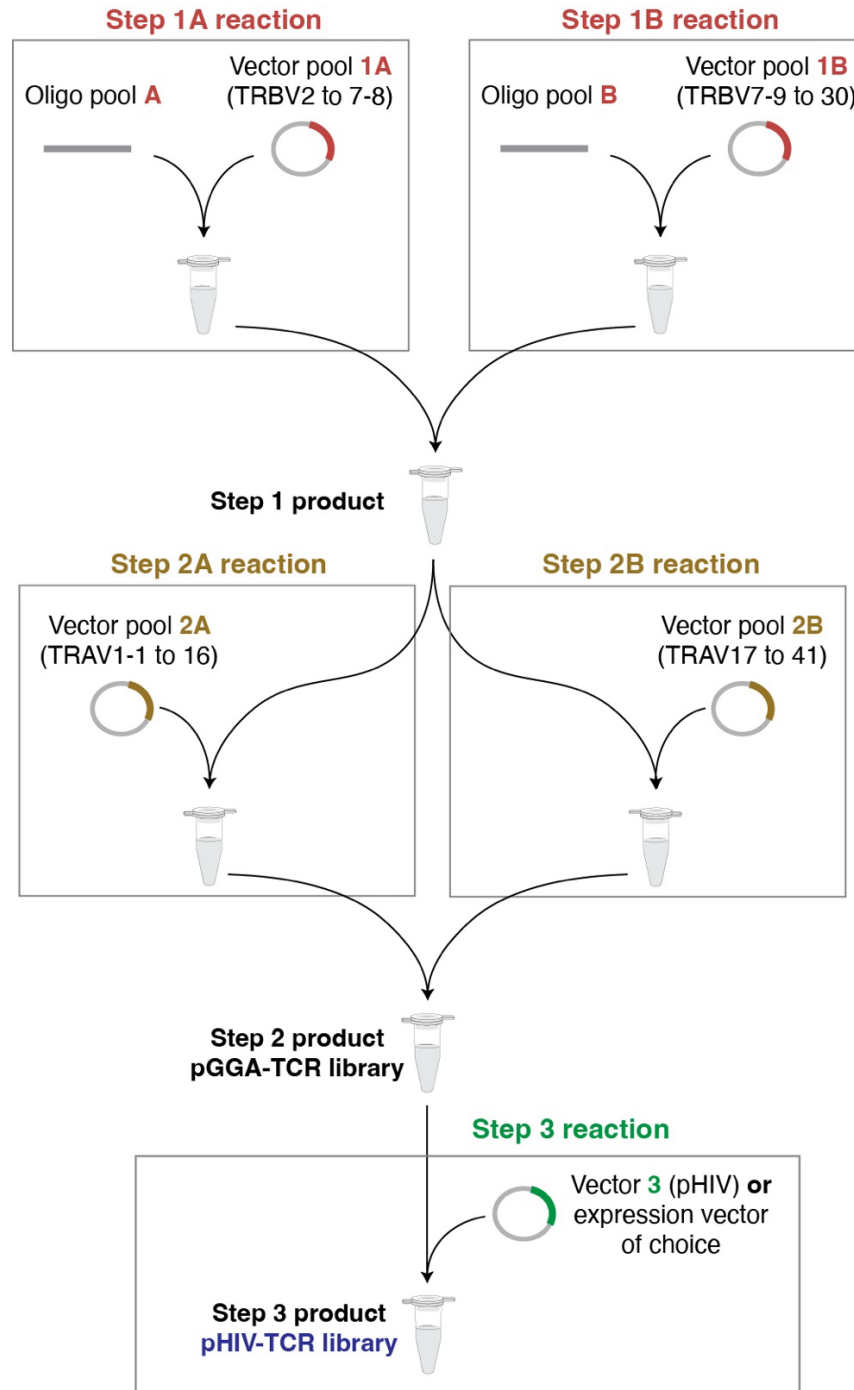 Step 1A reaction
Oligo pool A
Vector pool 1A
(TRBV2 to 7-8)
Step 1B reaction
Oligo pool B
Vector pool 1B
(TRBV7-9 to 30)
Step 1 product
Step 2A reaction
Vector pool 2A
(TRAV1-1 to 16)
Step 2B reaction
Vector pool 2B
(TRAV17 to 41)
Step 2 product
pGGA-TCR library
Step 3 reaction
Vector 3 (pHIV) or
expression vector
of choice
Step 3 product
pHIV-TCR library